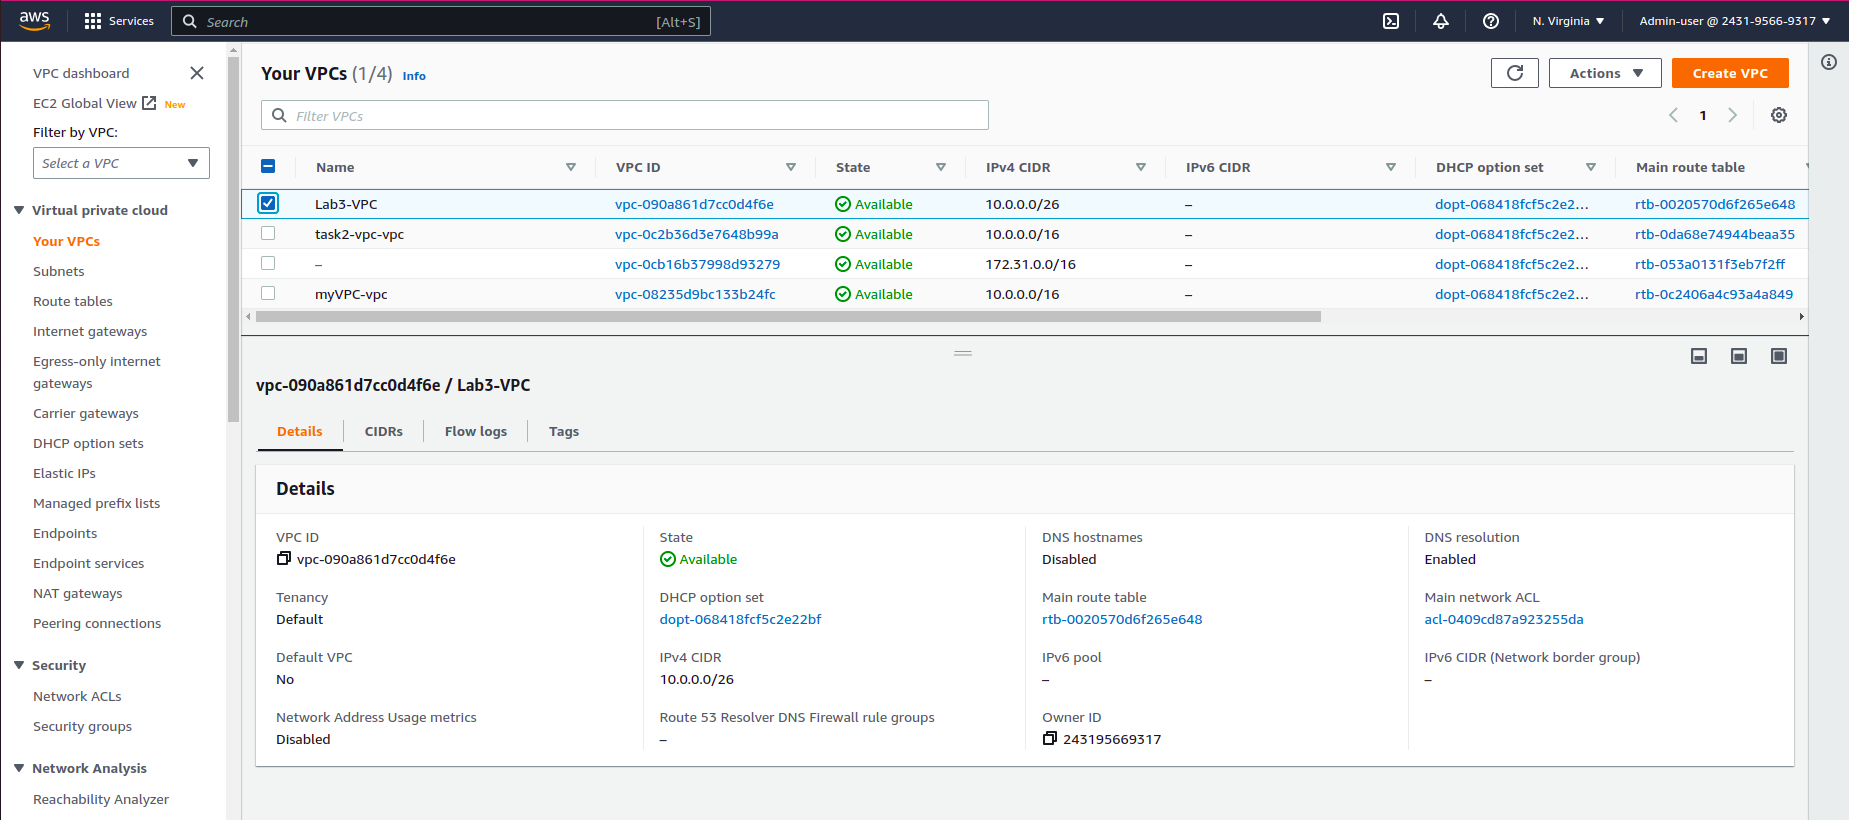 aws
Services
Search [Alt+S]
N. Virginia
Admin-user @ 2431-9566-9317
VPC dashboard
EC2 Global View New
Filter by VPC:
Select a VPC
Virtual private cloud
Your VPCs
Subnets
Route tables
Internet gateways
Egress-only internet
gateways
Carrier gateways
DHCP option sets
Elastic IPs
Managed prefix lists
Endpoints
Endpoint services
NAT gateways
Peering connections
Security
Network ACLs
Security groups
Network Analysis
Reachability Analyzer
Your VPCs (1/4) Info
Actions
Create VPC
Filter VPCs
1
Name VPC ID State IPv4 CIDR IPv6 CIDR DHCP option set Main route table
Lab3-VPC vpc-090a861d7cc0d4f6e Available 10.0.0.0/26 – dopt-068418fcf5c2e2... rtb-0020570d6f265e648
task2-vpc-vpc vpc-0c2b36d3e7648b99a Available 10.0.0.0/16 – dopt-068418fcf5c2e2... rtb-0da68e74944beaa35
– vpc-0cb16b37998d93279 Available 172.31.0.0/16 – dopt-068418fcf5c2e2... rtb-053a0131f3eb7f2ff
myVPC-vpc vpc-08235d9bc133b24fc Available 10.0.0.0/16 – dopt-068418fcf5c2e2... rtb-0c2406a4c93a4a849
vpc-090a861d7cc0d4f6e / Lab3-VPC
Details CIDRs Flow logs Tags
Details
VPC ID State DNS hostnames DNS resolution
vpc-090a861d7cc0d4f6e Available Disabled Enabled
Tenancy DHCP option set Main route table Main network ACL
Default dopt-068418fcf5c2e22bf rtb-0020570d6f265e648 acl-0409cd87a923255da
Default VPC IPv4 CIDR IPv6 pool IPv6 CIDR (Network border group)
No 10.0.0.0/26 – –
Network Address Usage metrics Route 53 Resolver DNS Firewall rule groups Owner ID
Disabled – 243195669317